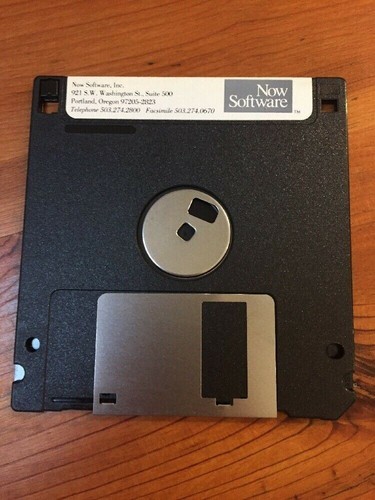 Now Software, Inc.
921 S.W. Washington St., Suite 500
Portland, Oregon 97205-2823
Telephone 503.274.2800 Facsimile 503.274.0670
Now
Software™